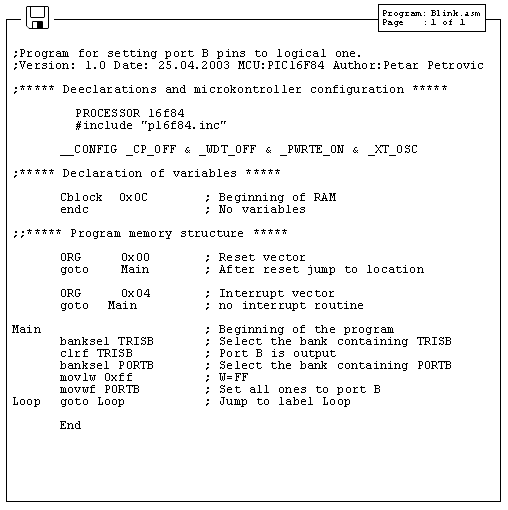 Program: Blink.asm
Page    : 1 of 1
;Program for setting port B pins to logical one.
;Version: 1.0 Date: 25.04.2003 MCU:PIC16F84 Author:Petar Petrovic
;***** Deeclarations and microkontroller configuration *****
PROCESSOR 16f84
#include "p16f84.inc"
__CONFIG _CP_OFF & _WDT_OFF & _PWRTE_ON & _XT_OSC
;***** Declaration of variables *****
Cblock 0x0C ; Beginning of RAM
endc ; No variables
;;***** Program memory structure *****
ORG 0x00 ; Reset vector
goto Main ; After reset jump to location
ORG 0x04 ; Interrupt vector
goto Main ; no interrupt routine
Main ; Beginning of the program
banksel TRISB ; Select the bank containing TRISB
clrf TRISB ; Port B is output
banksel PORTB ; Select the bank containing PORTB
movlw 0xff ; W=FF
movwf PORTB ; Set all ones to port B
Loop goto Loop ; Jump to label Loop
End